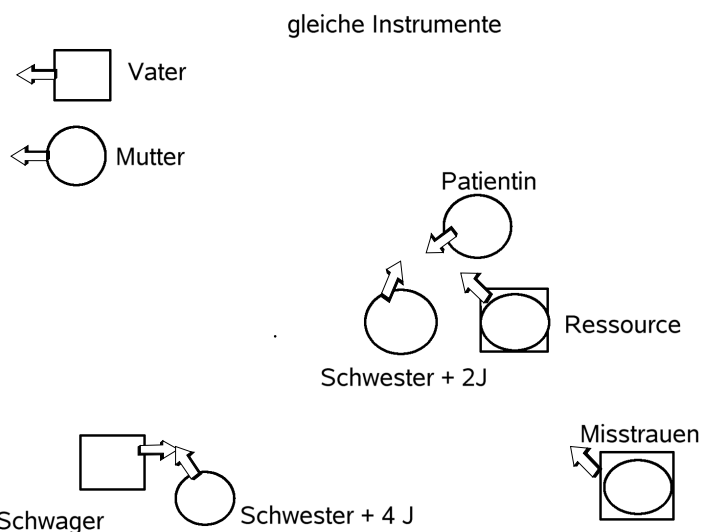 gleiche Instrumente
Vater
Mutter
Patientin
Ressource
Schwester + 2J
Misstrauen
Schwager
Schwester + 4 J